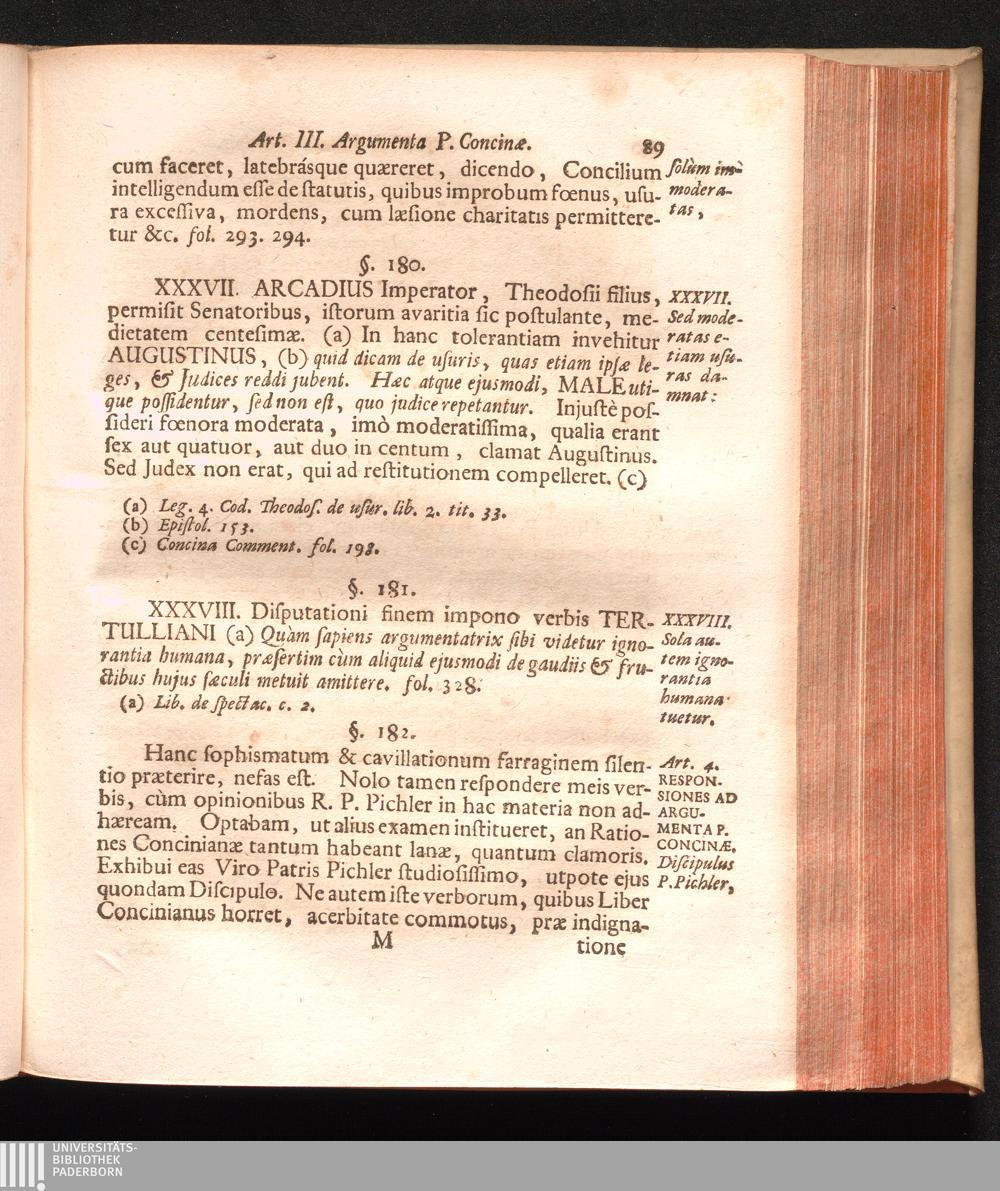 Art. III. Argumenta P. Concinæ. 89
cum faceret, latebrásque quæreret, dicendo, Concilium
intelligendum eſſe de ſtatutis, quibus improbum fœnus, uſu-
ra exceſſiva, mordens, cum læſione charitatis permittere-
tur &c. fol. 293. 294.
ſolùm im-
modera-
tas,
§. 180.
XXXVII. ARCADIUS Imperator, Theodoſii filius,
permiſit Senatoribus, iſtorum avaritia ſic poſtulante, me-
dietatem centeſimæ. (a) In hanc tolerantiam invehitur
AUGUSTINUS, (b) quid dicam de uſuris, quas etiam ipſæ le-
ges, & Judices reddi jubent. Hæc atque ejusmodi, MALE uti-
que poſſidentur, ſed non eſt, quo judice repetantur. Injuſtè poſ-
ſideri fœnora moderata, imò moderatiſſima, qualia erant
ſex aut quatuor, aut duo in centum, clamat Auguſtinus.
Sed Judex non erat, qui ad reſtitutionem compelleret. (c)
XXXVII.
Sed mode-
ratas e-
tiam uſu-
ras da-
mnat:
(a) Leg. 4. Cod. Theodoſ. de uſur. lib. 2. tit. 33.
(b) Epiſtol. 153.
(c) Concina Comment. fol. 198.
§. 181.
XXXVIII. Diſputationi finem impono verbis TER-
TULLIANI (a) Quàm ſapiens argumentatrix ſibi videtur igno-
rantia humana, præſertim cùm aliquid ejusmodi de gaudiis & fru-
ctibus hujus ſæculi metuit amittere. fol. 328.
(a) Lib. de ſpectac. c. 2.
XXXVIII.
Sola au-
tem igno-
rantia
humana
tuetur.
§. 182.
Hanc ſophismatum & cavillationum farraginem ſilen-
tio præterire, nefas eſt. Nolo tamen reſpondere meis ver-
bis, cùm opinionibus R. P. Pichler in hac materia non ad-
hæream. Optabam, ut alius examen inſtitueret, an Ratio-
nes Concinianæ tantum habeant lanæ, quantum clamoris.
Exhibui eas Viro Patris Pichler ſtudioſiſſimo, utpote ejus
quondam Diſcipulo. Ne autem iſte verborum, quibus Liber
Concinianus horret, acerbitate commotus, præ indigna-
Art. 4.
RESPON-
SIONES AD
ARGU-
MENTA P.
CONCINÆ.
Diſcipulus
P. Pichler,
M tione
UNIVERSITÄTS-
BIBLIOTHEK
PADERBORN